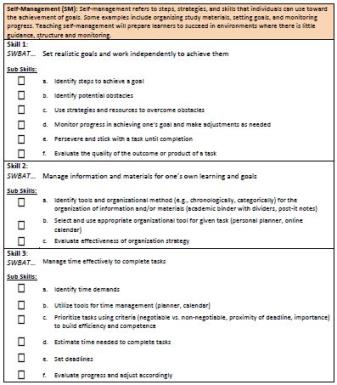 Self-Management (SM): Self-management refers to steps, strategies, and skills that individuals can use toward
the achievement of goals. Some examples include organizing study materials, setting goals, and monitoring
progress. Teaching self-management will prepare learners to succeed in environments where there is little
guidance, structure and monitoring.
Skill 1:
SWBAT... Set realistic goals and work independently to achieve them
Sub Skills:
a. Identify steps to achieve a goal
b. Identify potential obstacles
c. Use strategies and resources to overcome obstacles
d. Monitor progress in achieving one's goal and make adjustments as needed
e. Persevere and stick with a task until completion
f. Evaluate the quality of the outcome or product of a task
Skill 2:
SWBAT... Manage information and materials for one's own learning and goals
Sub Skills:
a. Identify tools and organizational method (e.g., chronologically, categorically) for the
organization of information and/or materials (academic binder with dividers, post-it notes)
b. Select and use appropriate organizational tool for given task (personal planner, online
calendar)
c. Evaluate effectiveness of organization strategy
Skill 3:
SWBAT... Manage time effectively to complete tasks
Sub Skills:
a. Identify time demands
b. Utilize tools for time management (planner, calendar)
c. Prioritize tasks using criteria (negotiable vs. non-negotiable, proximity of deadline, importance)
to build efficiency and competence
d. Estimate time needed to complete tasks
e. Set deadlines
f. Evaluate progress and adjust accordingly